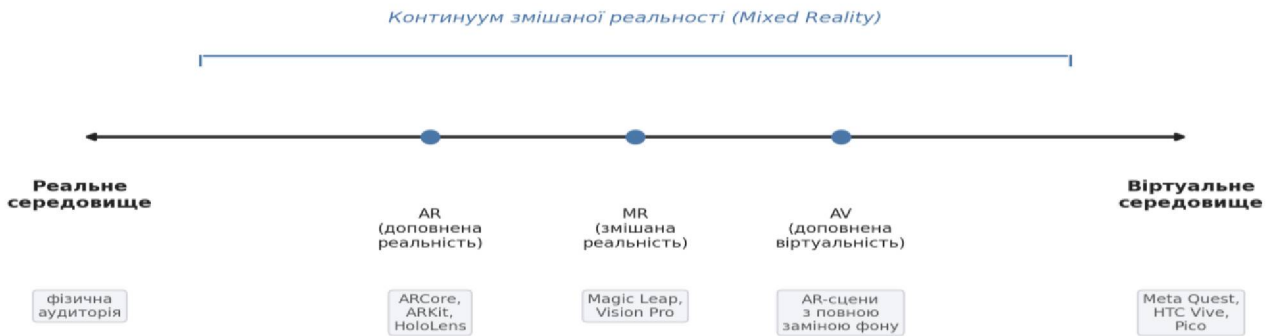 Континуум змішаної реальності (Mixed Reality)
Реальне
середовище
Віртуальне
середовище
AR
(доповнена
реальність)
MR
(змішана
реальність)
AV
(доповнена
віртуальність)
фізична
аудиторія
ARCore,
ARKit,
HoloLens
Magic Leap,
Vision Pro
AR-сцени
з повною
заміною фону
Meta Quest,
HTC Vive,
Pico